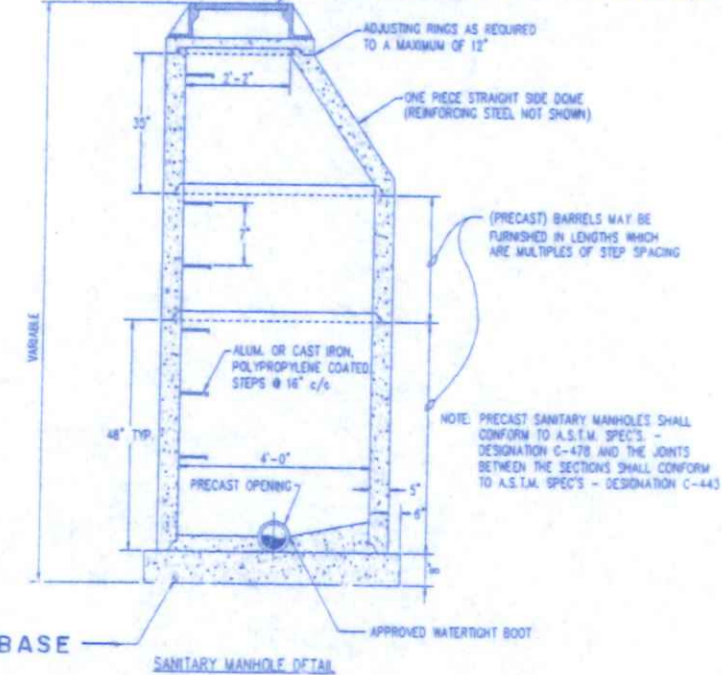 ADJUSTING RINGS AS REQUIRED
TO A MAXIMUM OF 12"
2'-2"
ONE PIECE STRAIGHT SIDE DOME
(REINFORCING STEEL NOT SHOWN)
(PRECAST) BARRELS MAY BE
FURNISHED IN LENGTHS WHICH
ARE MULTIPLES OF STEP SPACING
VARIABLE
ALUM. OR CAST IRON,
POLYPROPYLENE COATED
STEPS @ 16" c/c
48" TYP.
NOTE: PRECAST SANITARY MANHOLES SHALL
CONFORM TO A.S.T.M. SPEC'S. -
DESIGNATION C-478 AND THE JOINTS
BETWEEN THE SECTIONS SHALL CONFORM
TO A.S.T.M. SPEC'S - DESIGNATION C-443
4'-0"
PRECAST OPENING
5"
6"
BASE
APPROVED WATERTIGHT BOOT
SANITARY MANHOLE DETAIL